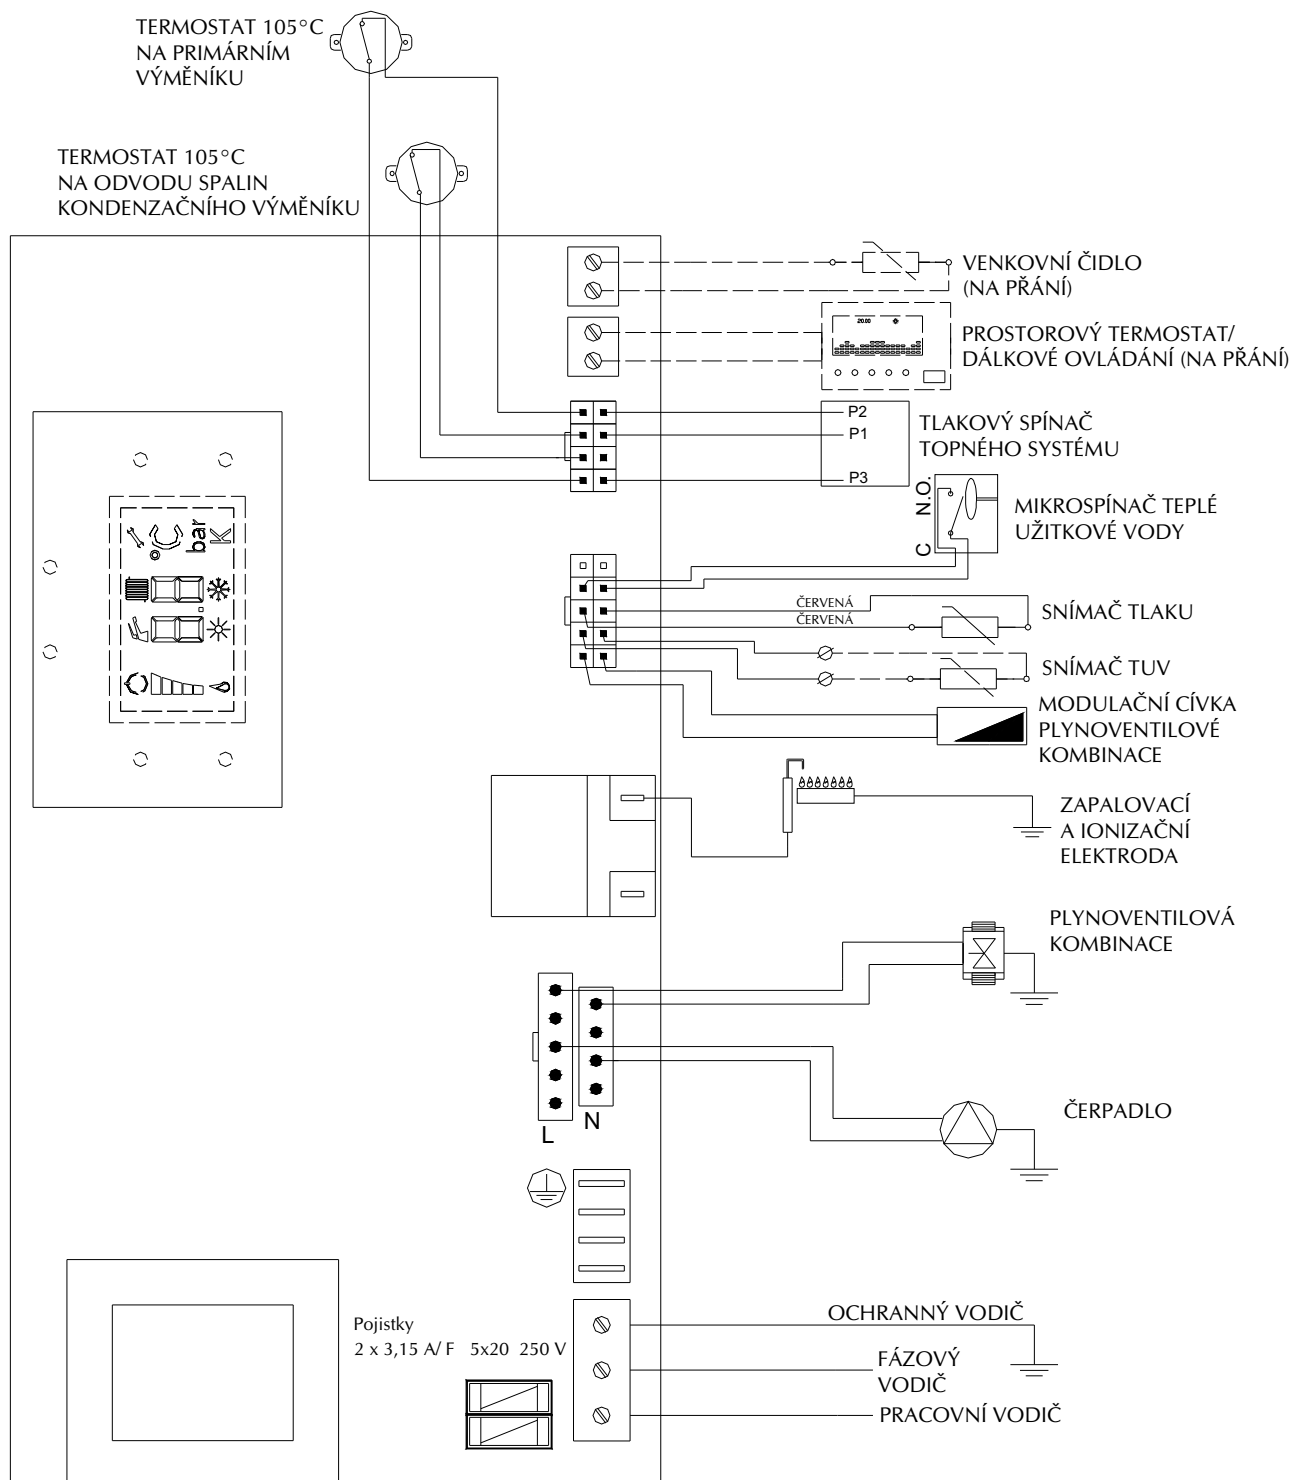 TERMOSTAT 105°C
NA PRIMÁRNÍM
VÝMĚNÍKU
TERMOSTAT 105°C
NA ODVODU SPALIN
KONDENZAČNÍHO VÝMĚNÍKU
VENKOVNÍ ČIDLO
(NA PŘÁNÍ)
20.00
PROSTOROVÝ TERMOSTAT/
DÁLKOVÉ OVLÁDÁNÍ (NA PŘÁNÍ)
P2
P1
P3
TLAKOVÝ SPÍNAČ
TOPNÉHO SYSTÉMU
C N.O.
MIKROSPÍNAČ TEPLÉ
UŽITKOVÉ VODY
°C
bar
K
ČERVENÁ
ČERVENÁ
SNÍMAČ TLAKU
SNÍMAČ TUV
MODULAČNÍ CÍVKA
PLYNOVENTILOVÉ
KOMBINACE
ZAPALOVACÍ
A IONIZAČNÍ
ELEKTRODA
PLYNOVENTILOVÁ
KOMBINACE
L
N
ČERPADLO
Pojistky
2 x 3,15 A/ F 5x20 250 V
OCHRANNÝ VODIČ
FÁZOVÝ
VODIČ
PRACOVNÍ VODIČ